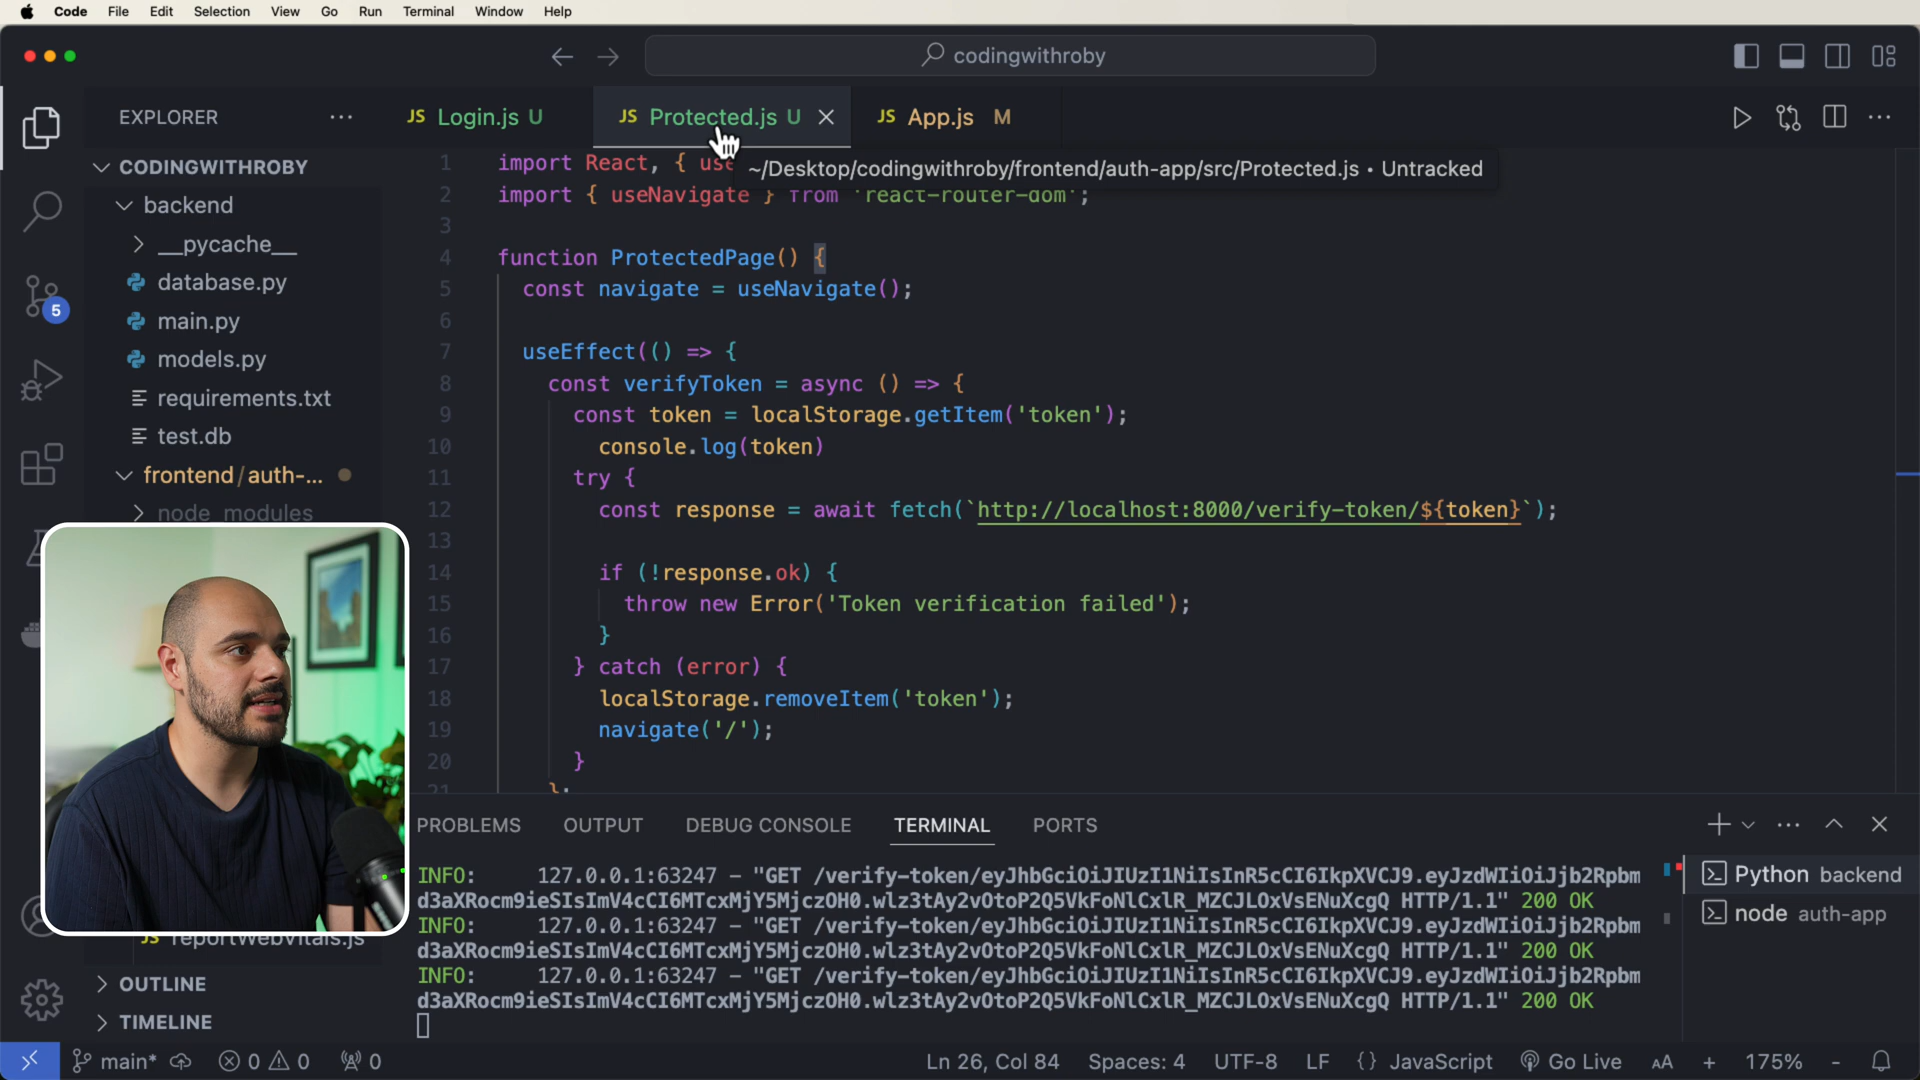 Code File Edit Selection View Go Run Terminal Window Help
codingwithroby
EXPLORER
JS Login.js U
JS Protected.js U
JS App.js M
~/Desktop/codingwithroby/frontend/auth-app/src/Protected.js • Untracked
CODINGWITHROBY
backend
__pycache__
database.py
main.py
models.py
requirements.txt
test.db
frontend/auth-...
node_modules
reportWebVitals.js
OUTLINE
TIMELINE
5
1 import React, { use
2 import { useNavigate } from 'react-router-dom';
3
4 function ProtectedPage() {
5 const navigate = useNavigate();
6
7 useEffect(() => {
8 const verifyToken = async () => {
9 const token = localStorage.getItem('token');
10 console.log(token)
11 try {
12 const response = await fetch(`http://localhost:8000/verify-token/${token}`);
13
14 if (!response.ok) {
15 throw new Error('Token verification failed');
16 }
17 } catch (error) {
18 localStorage.removeItem('token');
19 navigate('/');
20 }
21 };
PROBLEMS OUTPUT DEBUG CONSOLE TERMINAL PORTS
INFO: 127.0.0.1:63247 - "GET /verify-token/eyJhbGciOiJIUzI1NiIsInR5cCI6IkpXVCJ9.eyJzdWIiOiJjb2Rpbm
d3aXRocm9ieSIsImV4cCI6MTcxMjY5MjczOH0.wlz3tAy2vOtoP2Q5VkFoNlCxlR_MZCJLOxVsENuXcgQ HTTP/1.1" 200 OK
INFO: 127.0.0.1:63247 - "GET /verify-token/eyJhbGciOiJIUzI1NiIsInR5cCI6IkpXVCJ9.eyJzdWIiOiJjb2Rpbm
d3aXRocm9ieSIsImV4cCI6MTcxMjY5MjczOH0.wlz3tAy2vOtoP2Q5VkFoNlCxlR_MZCJLOxVsENuXcgQ HTTP/1.1" 200 OK
INFO: 127.0.0.1:63247 - "GET /verify-token/eyJhbGciOiJIUzI1NiIsInR5cCI6IkpXVCJ9.eyJzdWIiOiJjb2Rpbm
d3aXRocm9ieSIsImV4cCI6MTcxMjY5MjczOH0.wlz3tAy2vOtoP2Q5VkFoNlCxlR_MZCJLOxVsENuXcgQ HTTP/1.1" 200 OK
Python backend
node auth-app
main* 0 0 0 Ln 26, Col 84 Spaces: 4 UTF-8 LF {} JavaScript Go Live AA + 175% -